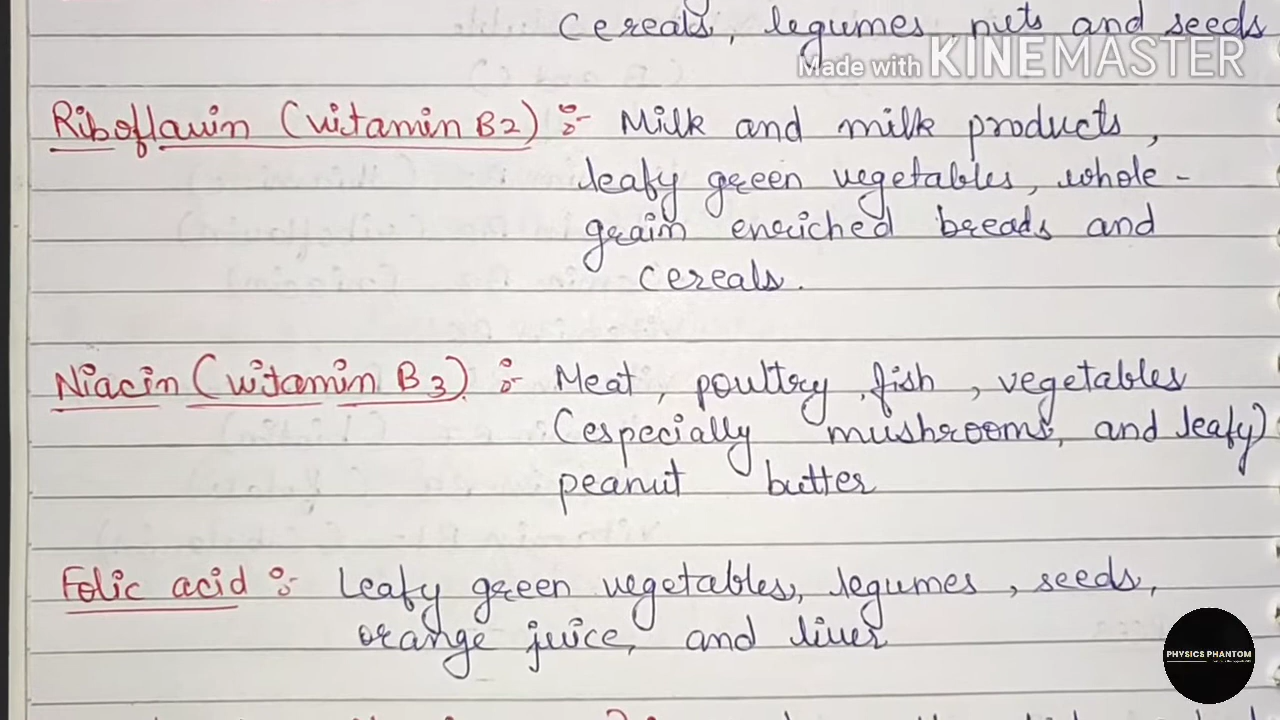 cereals, legumes, nuts and seeds
Made with KINEMASTER
Riboflavin (vitamin B2) :- Milk and milk products,
leafy green vegetables, whole-
grain enriched breads and
cereals.
Niacin (vitamin B3) :- Meat, poultry, fish, vegetables
(especially mushrooms, and leafy)
peanut butter
Folic acid :- Leafy green vegetables, legumes, seeds,
orange juice, and liver
PHYSICS PHANTOM